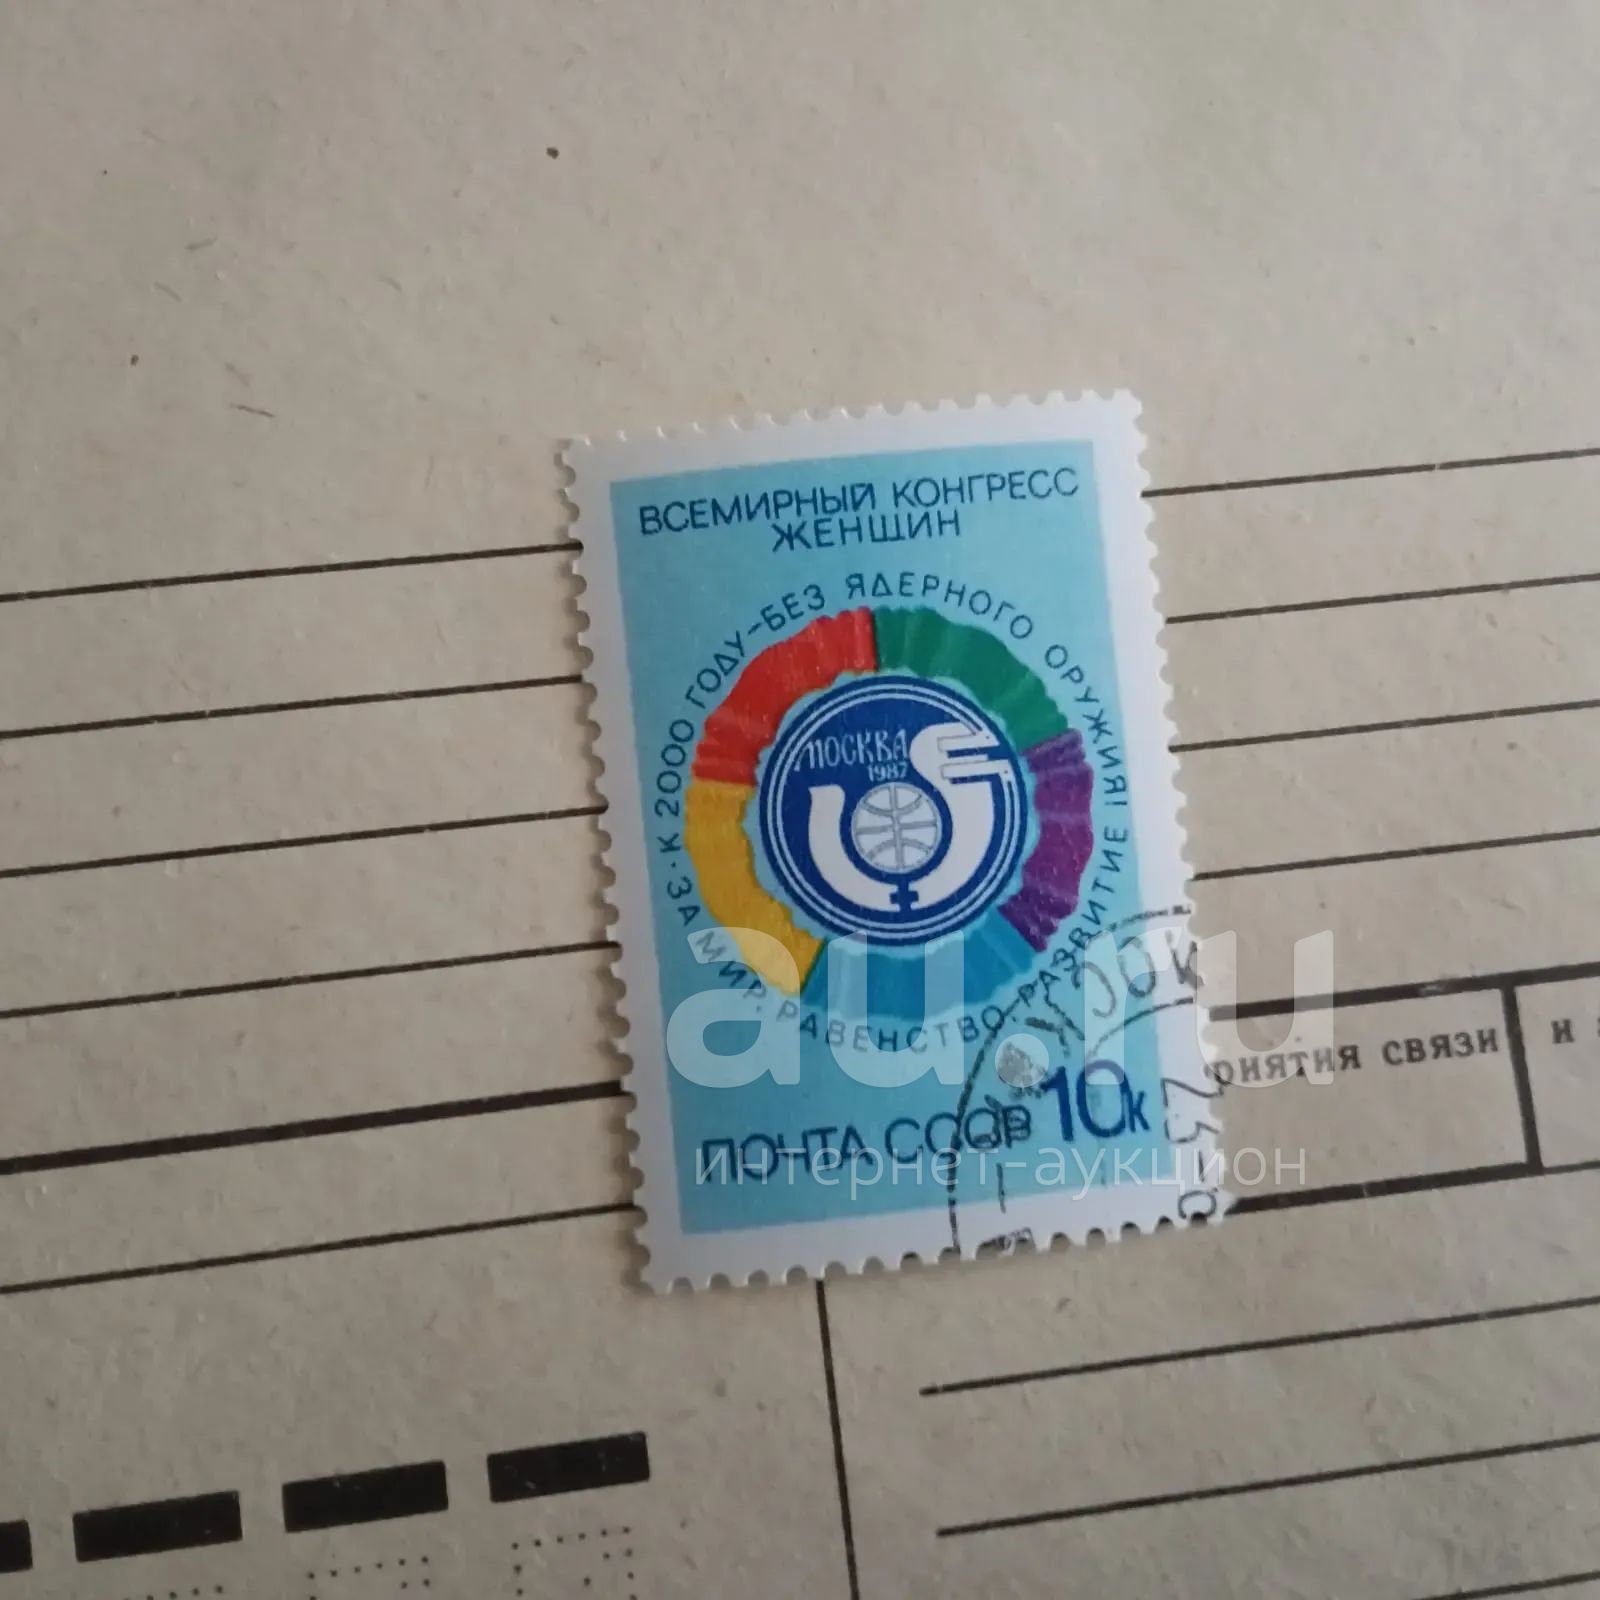 ВСЕМИРНЫЙ КОНГРЕСС
ЖЕНЩИН
К 2000 ГОДУ-БЕЗ ЯДЕРНОГО ОРУЖИЯ!
ЗА МИР, РАВЕНСТВО, РАЗВИТИЕ!
МОСКВА
1987
au.ru
ПОЧТА СССР 10к
интернет-аукцион
связи
и